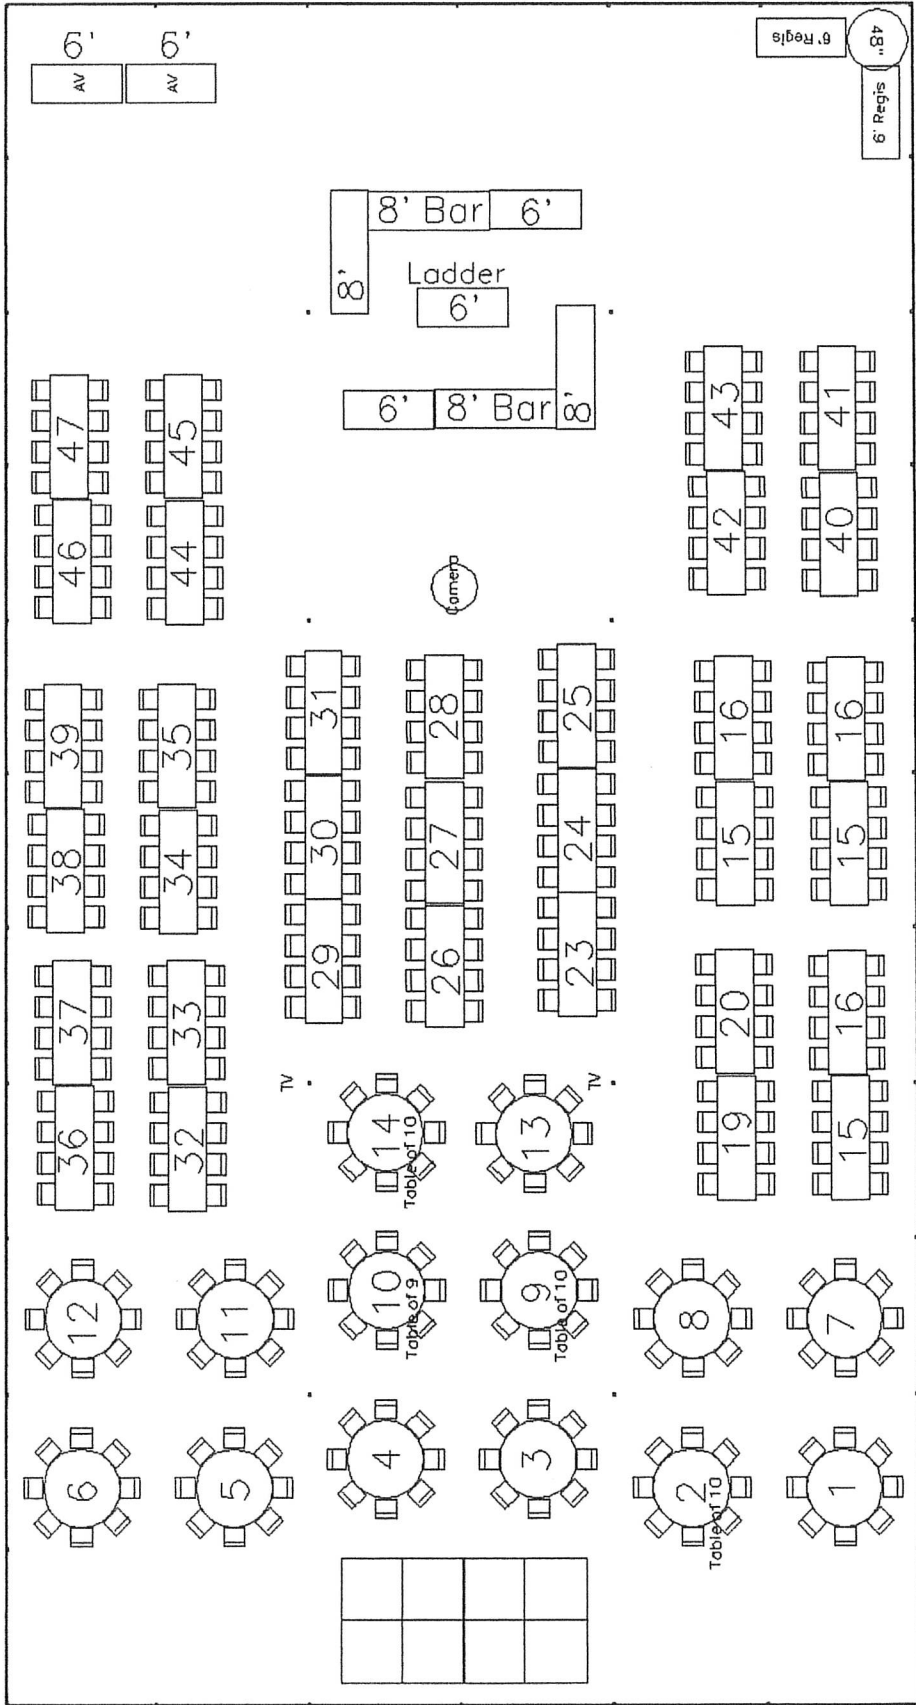 6' 6' 6' Regis 48"
AV AV 6' Regis
8' Bar 6'
8'
Ladder
6'
6' 8' Bar 8'
47 45 43 41
46 44 42 40
Camera
39 35 31 28 25 16 16
38 34 30 27 24 15 15
29 26 23
37 33 20 16
TV TV
36 32 14 13 19 15
Table of 10
12 11 10 9 8 7
Table of 9 Table of 10
6 5 4 3 2 1
Table of 10